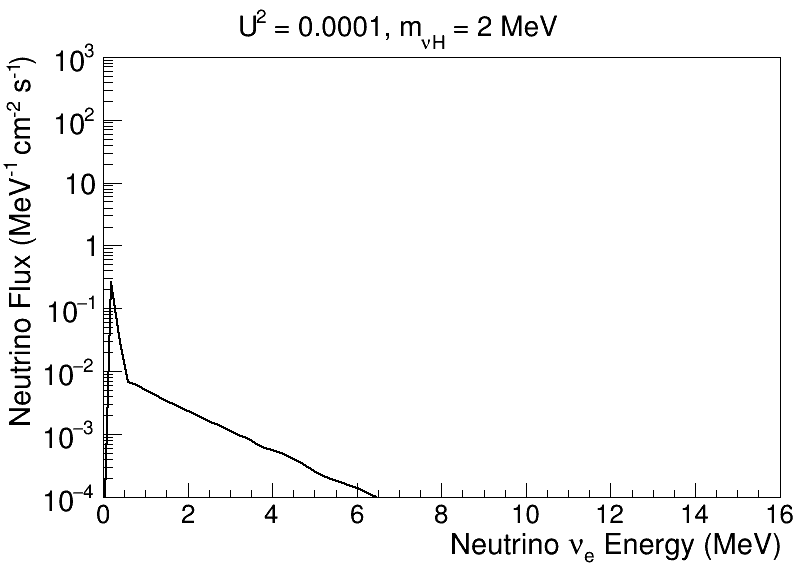 U² = 0.0001, m_νH = 2 MeV
Neutrino Flux (MeV⁻¹ cm⁻² s⁻¹)
10³
10²
10
1
10⁻¹
10⁻²
10⁻³
10⁻⁴
0 2 4 6 8 10 12 14 16
Neutrino ν_e Energy (MeV)